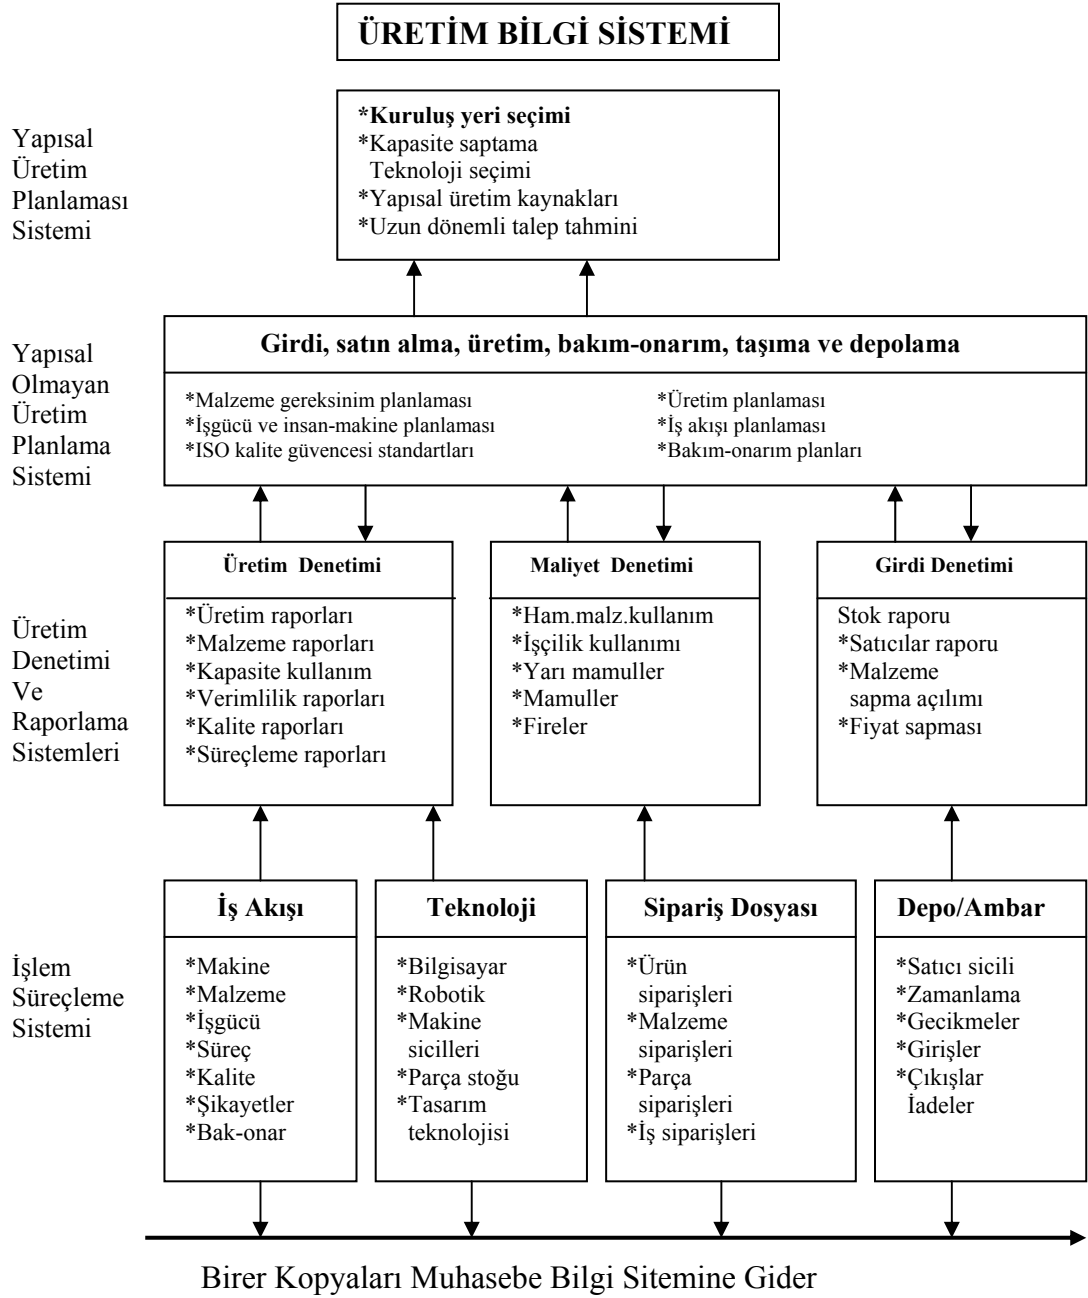 ÜRETİM BİLGİ SİSTEMİ
Yapısal
Üretim
Planlaması
Sistemi
*Kuruluş yeri seçimi
*Kapasite saptama
Teknoloji seçimi
*Yapısal üretim kaynakları
*Uzun dönemli talep tahmini
Yapısal
Olmayan
Üretim
Planlama
Sistemi
Girdi, satın alma, üretim, bakım-onarım, taşıma ve depolama
*Malzeme gereksinim planlaması
*İşgücü ve insan-makine planlaması
*ISO kalite güvencesi standartları
*Üretim planlaması
*İş akışı planlaması
*Bakım-onarım planları
Üretim
Denetimi
Ve
Raporlama
Sistemleri
Üretim Denetimi
*Üretim raporları
*Malzeme raporları
*Kapasite kullanım
*Verimlilik raporları
*Kalite raporları
*Süreçleme raporları
Maliyet Denetimi
*Ham.malz.kullanım
*İşçilik kullanımı
*Yarı mamuller
*Mamuller
*Fireler
Girdi Denetimi
Stok raporu
*Satıcılar raporu
*Malzeme
sapma açılımı
*Fiyat sapması
İşlem
Süreçleme
Sistemi
İş Akışı
*Makine
*Malzeme
*İşgücü
*Süreç
*Kalite
*Şikayetler
*Bak-onar
Teknoloji
*Bilgisayar
*Robotik
*Makine
sicilleri
*Parça stoğu
*Tasarım
teknolojisi
Sipariş Dosyası
*Ürün
siparişleri
*Malzeme
siparişleri
*Parça
siparişleri
*İş siparişleri
Depo/Ambar
*Satıcı sicili
*Zamanlama
*Gecikmeler
*Girişler
*Çıkışlar
İadeler
Birer Kopyaları Muhasebe Bilgi Sitemine Gider